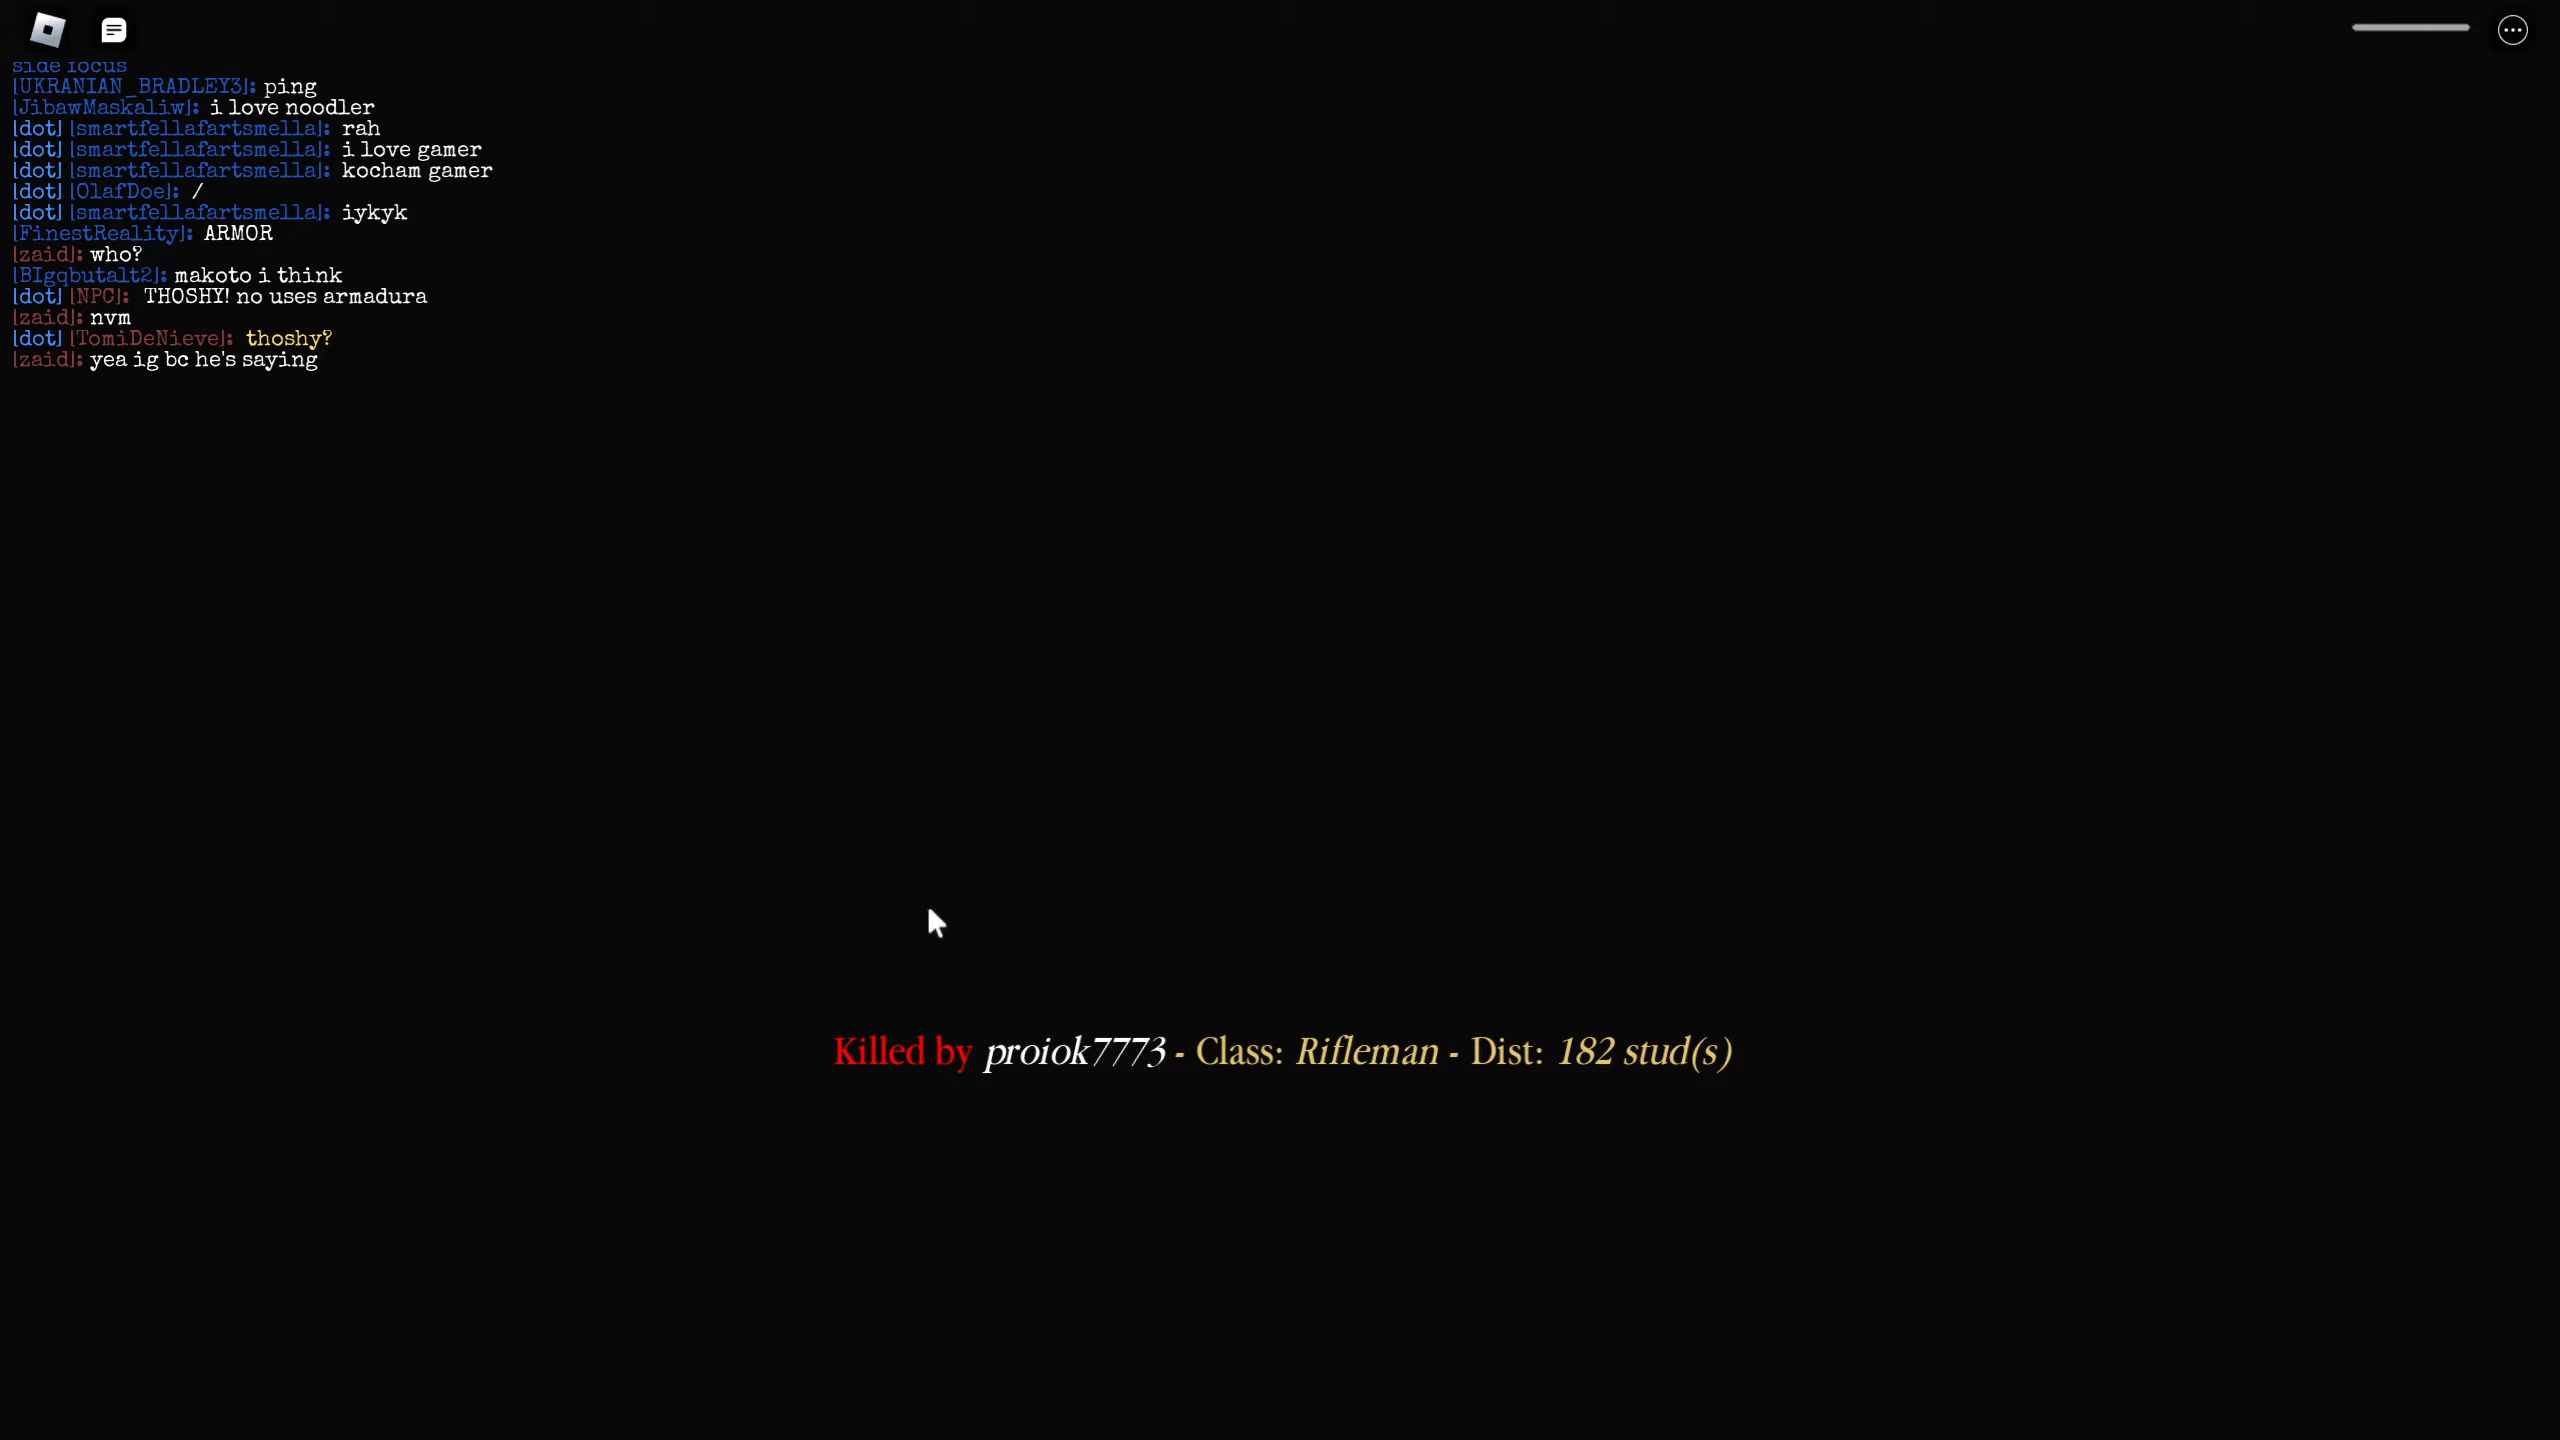 side focus
[UKRANIAN_BRADLEY3]: ping
[JibawMaskaliw]: i love noodler
[dot] [smartfellafartsmella]: rah
[dot] [smartfellafartsmella]: i love gamer
[dot] [smartfellafartsmella]: kocham gamer
[dot] [OlafDoe]: /
[dot] [smartfellafartsmella]: iykyk
[FinestReality]: ARMOR
[zaid]: who?
[BIgqbutalt2]: makoto i think
[dot] [NPC]: THOSHY! no uses armadura
[zaid]: nvm
[dot] [TomiDeNieve]: thoshy?
[zaid]: yea ig bc he's saying
Killed by proiok7773 - Class: Rifleman - Dist: 182 stud(s)